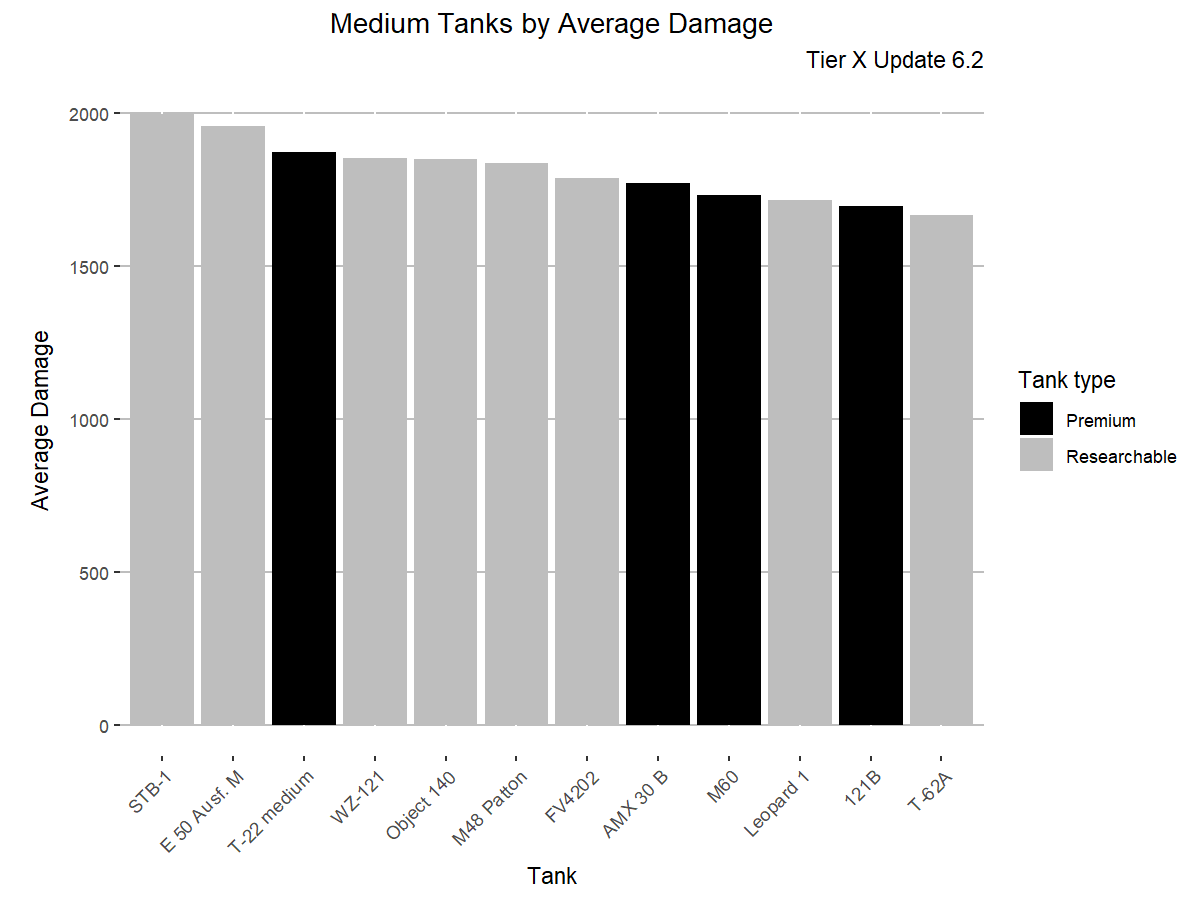 Medium Tanks by Average Damage
Tier X Update 6.2
Average Damage
2000
1500
1000
500
0
STB-1
E 50 Ausf. M
T-22 medium
WZ-121
Object 140
M48 Patton
FV4202
AMX 30 B
M60
Leopard 1
121B
T-62A
Tank
Tank type
Premium
Researchable